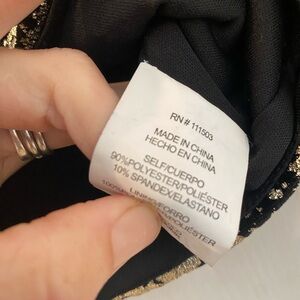 RN # 111503
MADE IN CHINA
HECHO EN CHINA
SELF/CUERPO
90%POLYESTER/POLIÉSTER
10% SPANDEX/ELASTANO